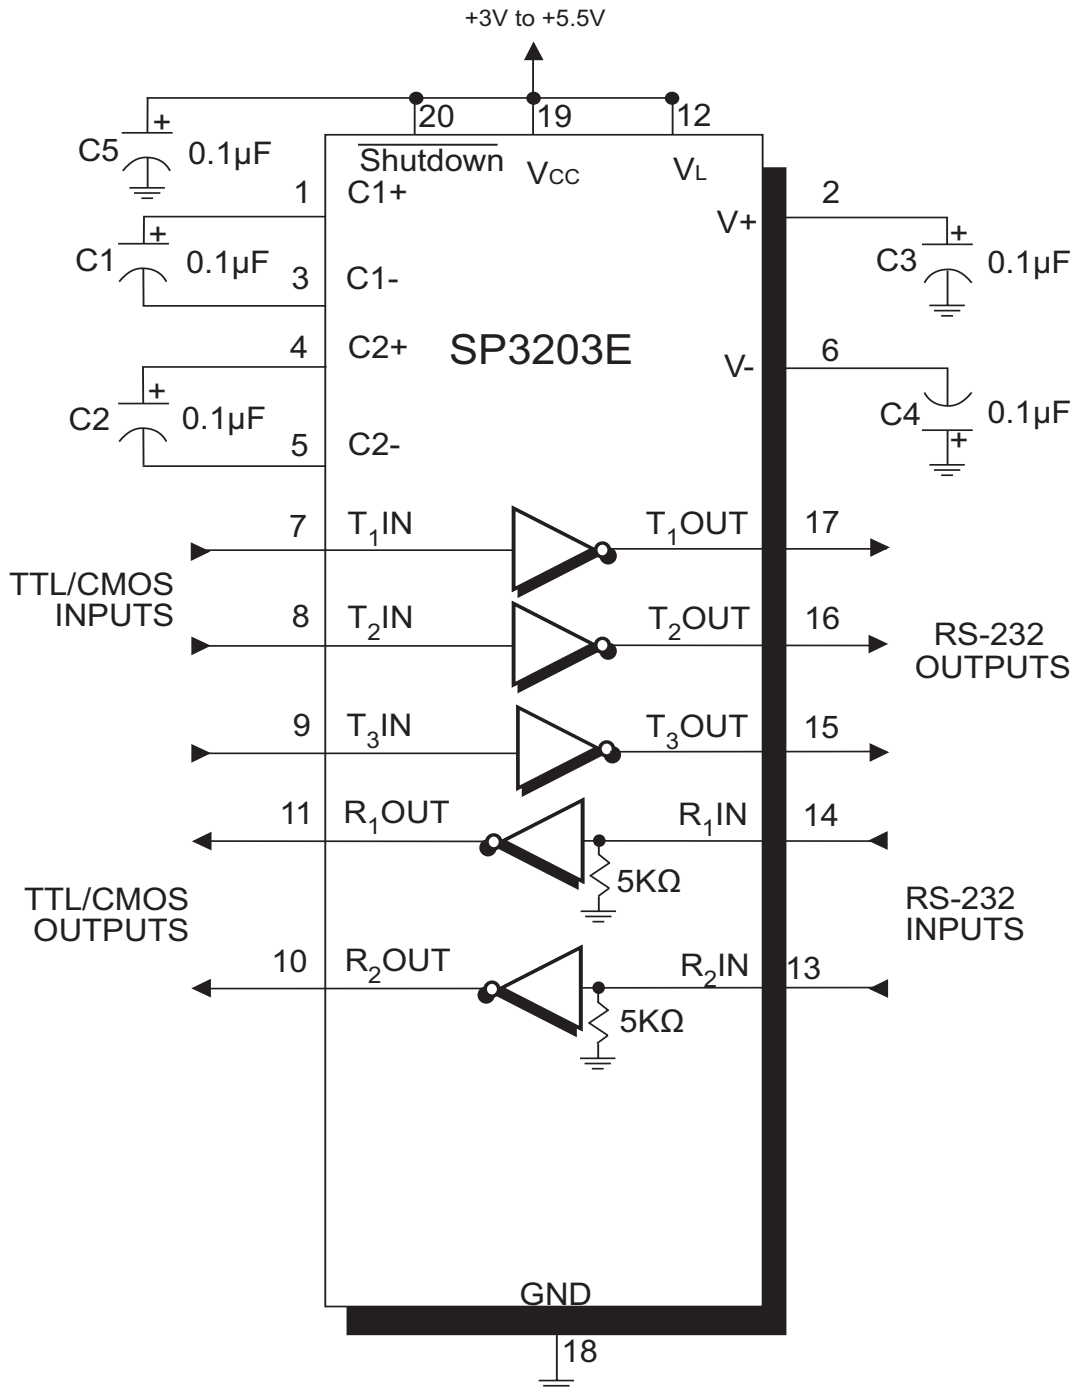 +3V to +5.5V
20
19
12
C5
+
0.1µF
Shutdown
VCC
VL
1
C1+
2
V+
C1
+
0.1µF
C3
+
0.1µF
3
C1-
4
C2+
SP3203E
6
V-
C2
+
0.1µF
C4
+
0.1µF
5
C2-
7
T1IN
T1OUT
17
TTL/CMOS
INPUTS
8
T2IN
T2OUT
16
RS-232
OUTPUTS
9
T3IN
T3OUT
15
11
R1OUT
R1IN
14
5KΩ
TTL/CMOS
OUTPUTS
RS-232
INPUTS
10
R2OUT
R2IN
13
5KΩ
GND
18